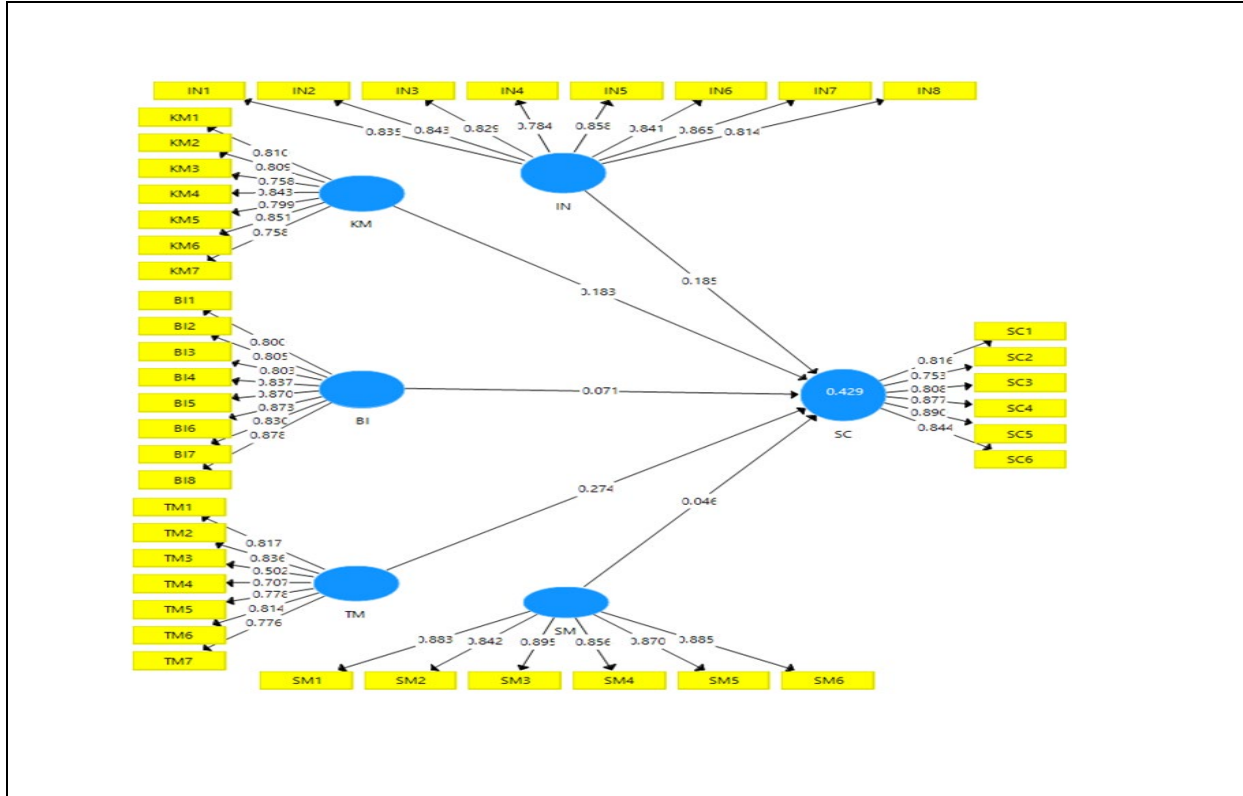 IN1
IN2
IN3
IN4
IN5
IN6
IN7
IN8
0.835
0.843
0.829
0.784
0.858
0.841
0.865
0.814
IN
KM1
KM2
KM3
KM4
KM5
KM6
KM7
0.810
0.809
0.758
0.843
0.799
0.851
0.758
KM
0.183
0.185
BI1
BI2
BI3
BI4
BI5
BI6
BI7
BI8
0.800
0.805
0.803
0.837
0.870
0.873
0.830
0.878
BI
0.071
0.429
SC
0.816
0.753
0.808
0.877
0.890
0.844
SC1
SC2
SC3
SC4
SC5
SC6
TM1
TM2
TM3
TM4
TM5
TM6
TM7
0.817
0.836
0.502
0.707
0.778
0.814
0.776
TM
0.274
0.046
SM
0.883
0.842
0.895
0.856
0.870
0.885
SM1
SM2
SM3
SM4
SM5
SM6